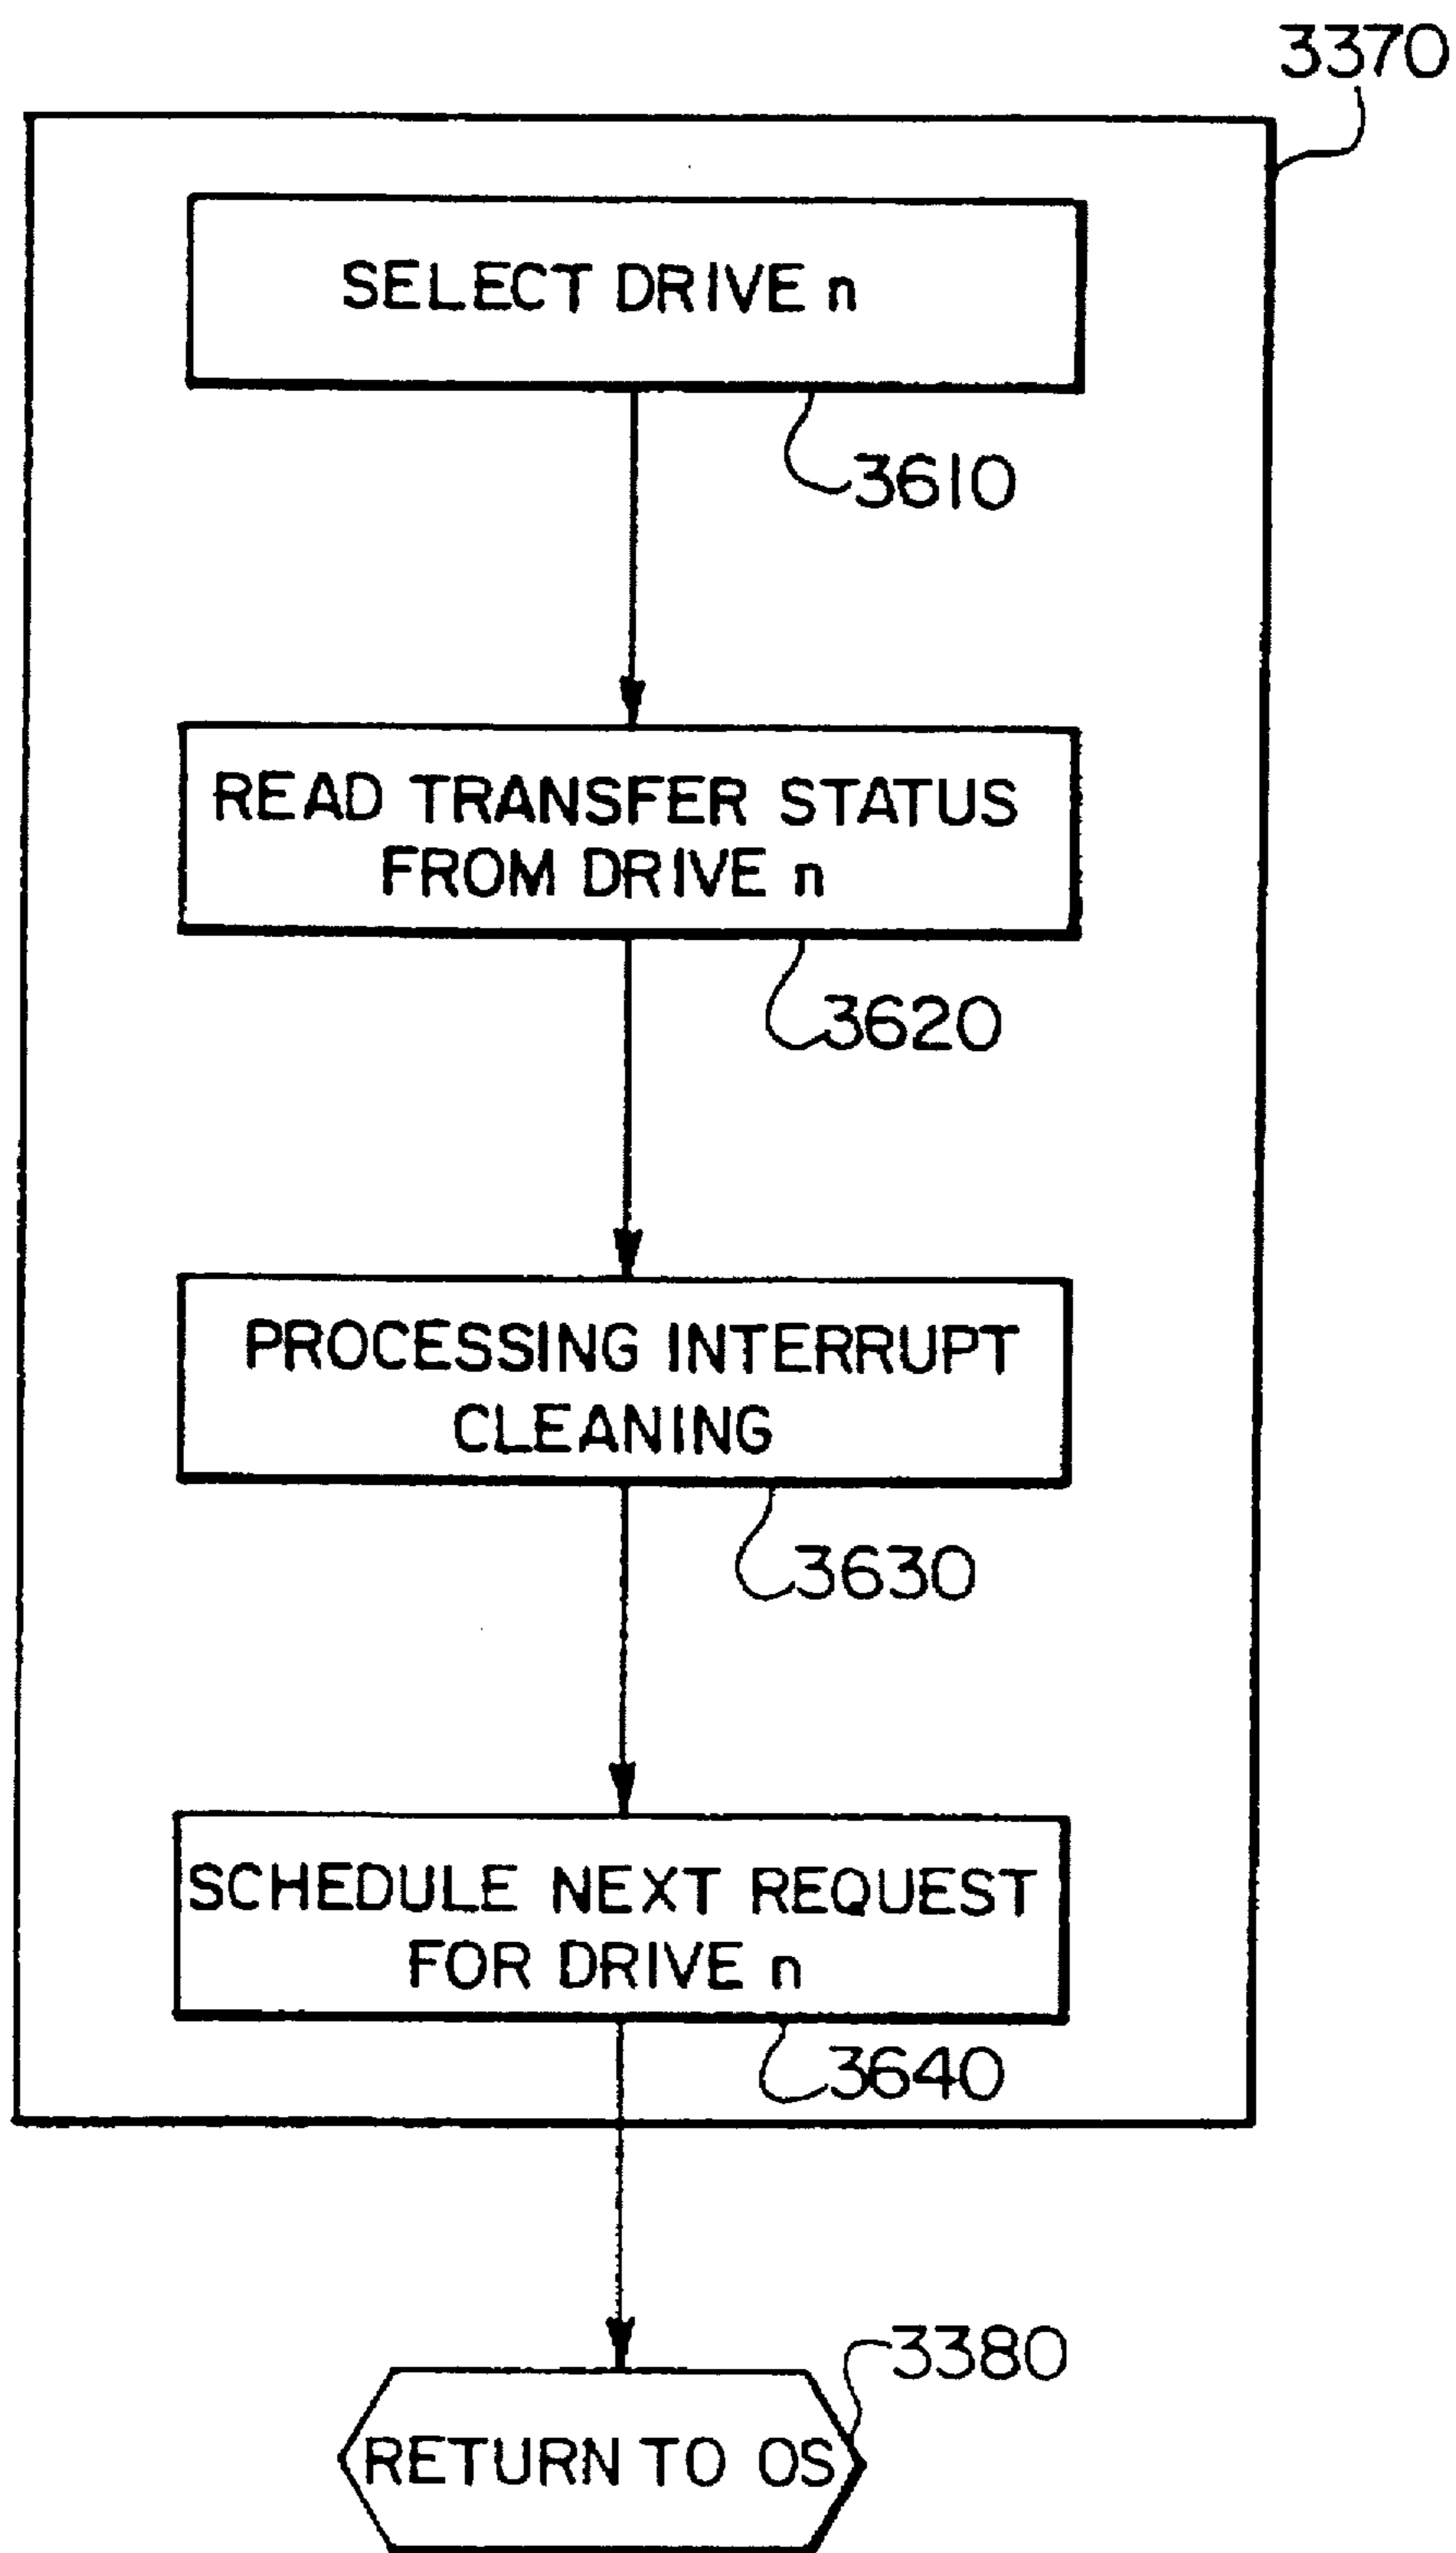 3370
SELECT DRIVE n
3610
READ TRANSFER STATUS
FROM DRIVE n
3620
PROCESSING INTERRUPT
CLEANING
3630
SCHEDULE NEXT REQUEST
FOR DRIVE n
3640
3380
RETURN TO OS